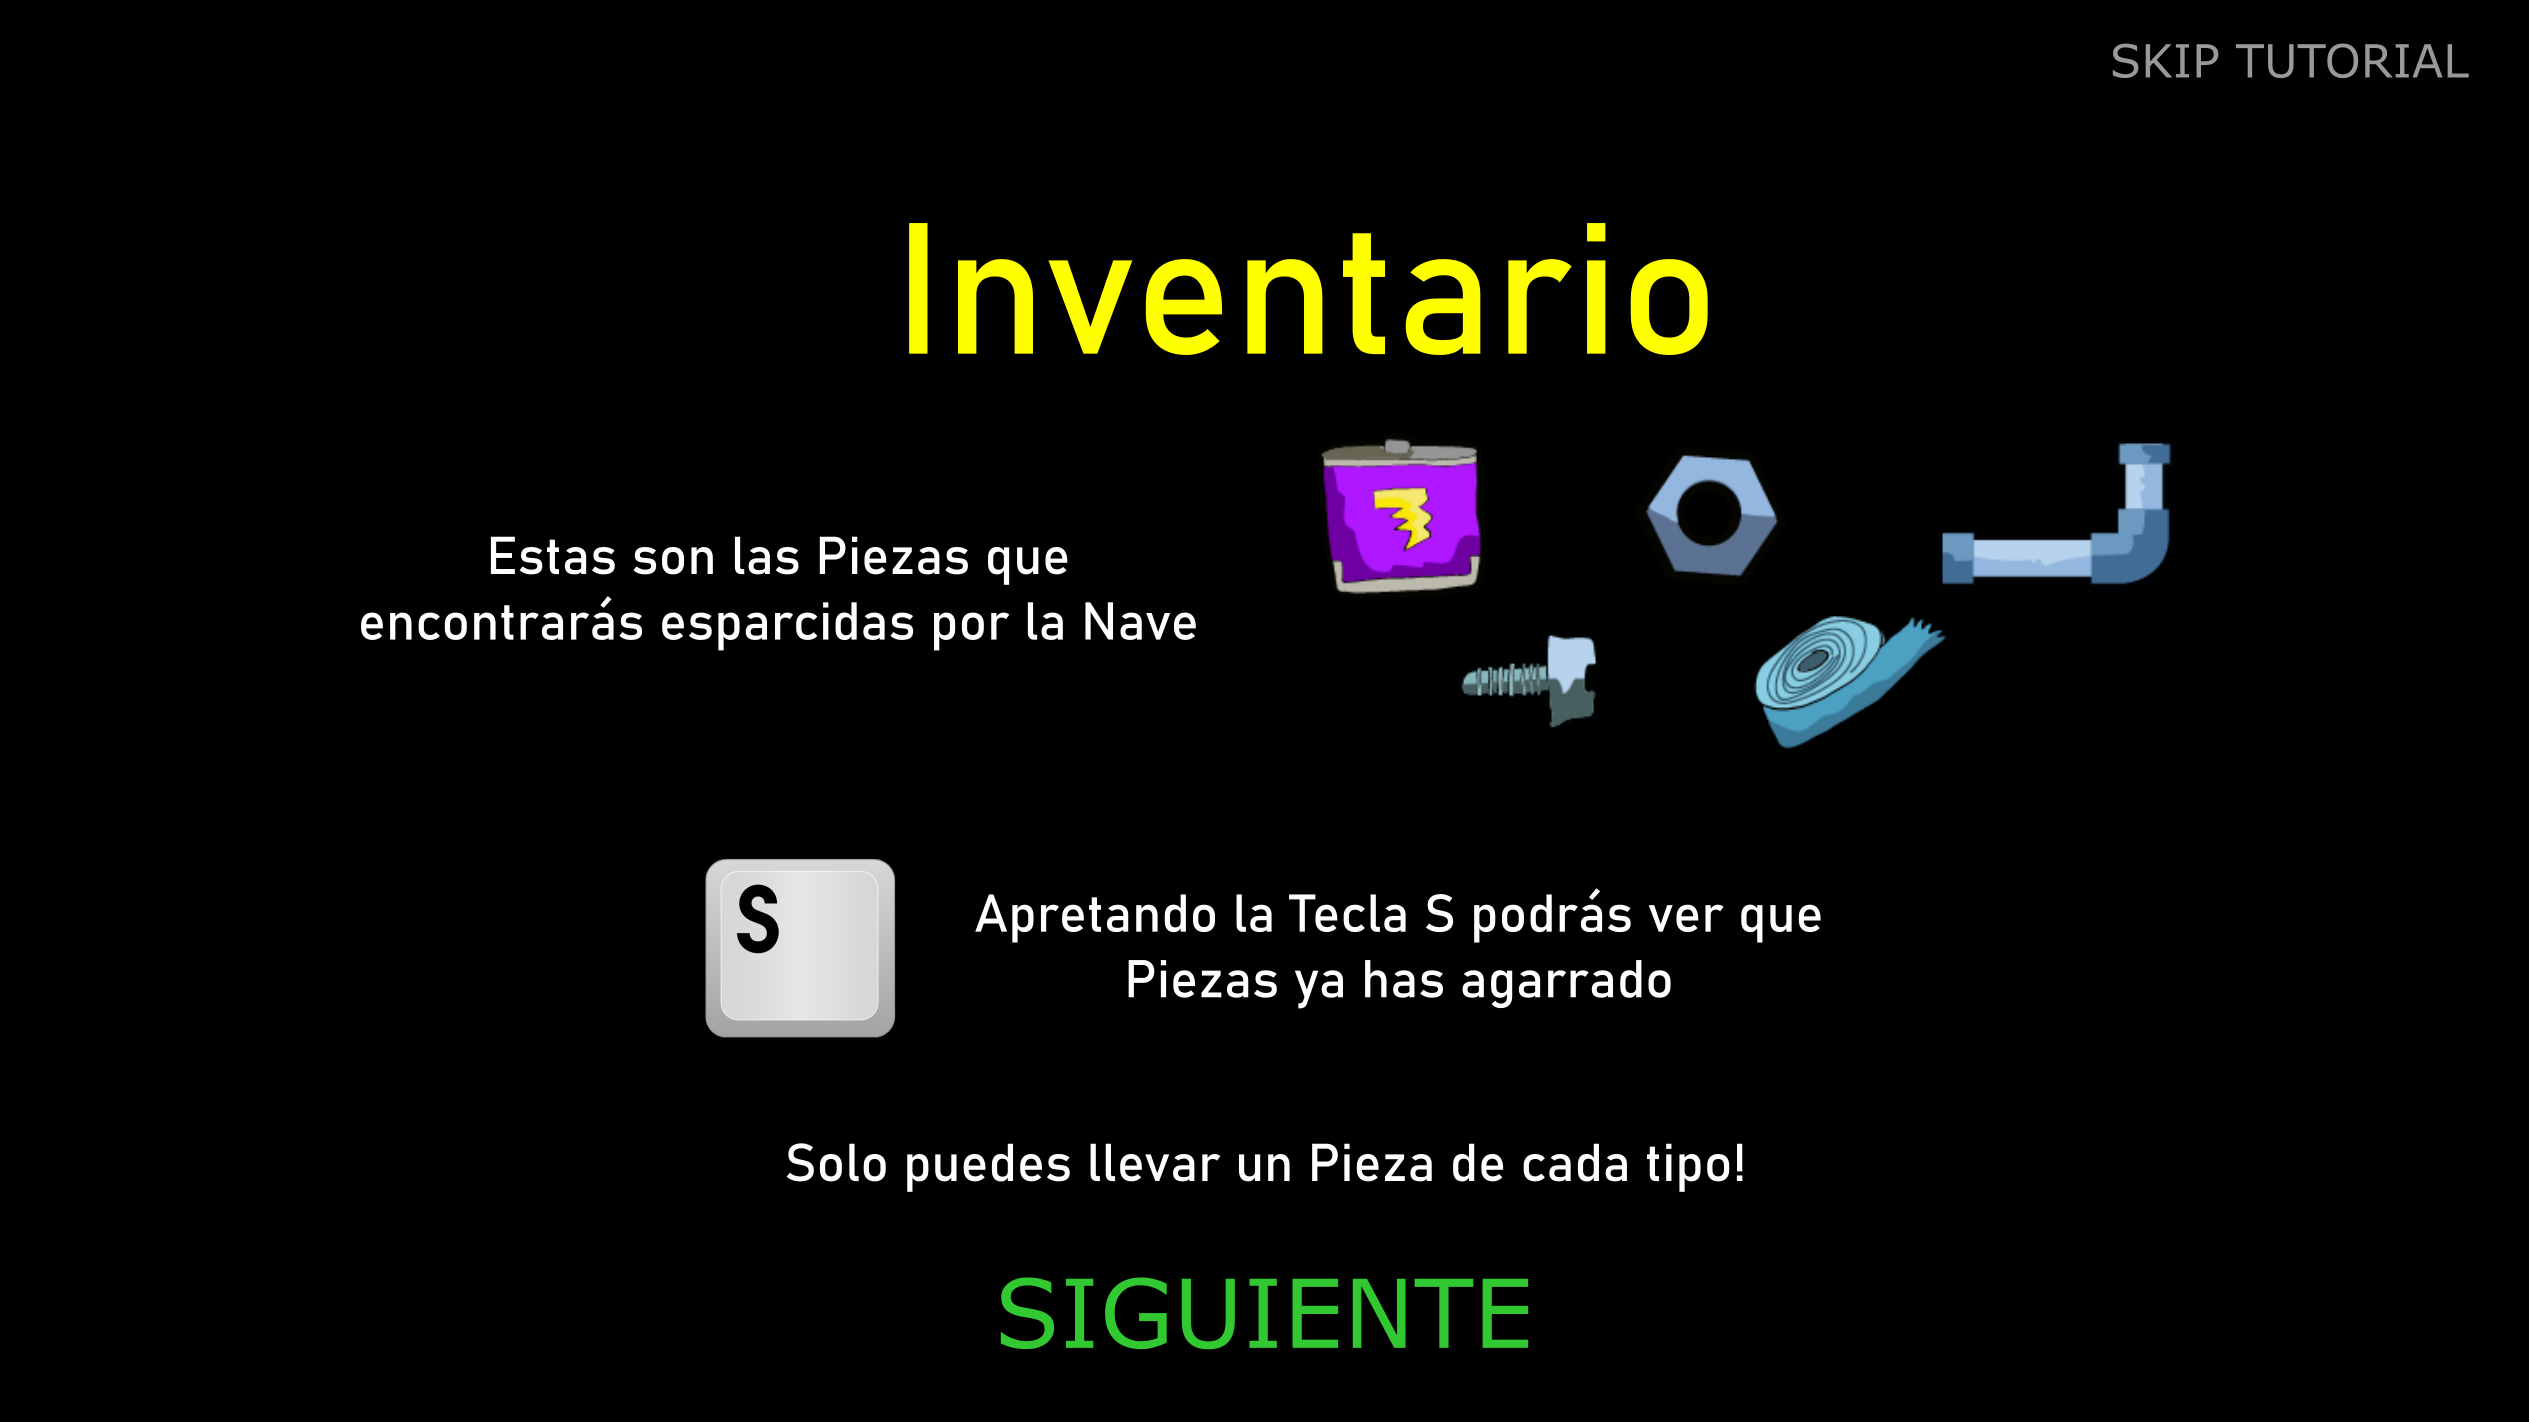 SKIP TUTORIAL
Inventario
Estas son las Piezas que
encontrarás esparcidas por la Nave
S
Apretando la Tecla S podrás ver que
Piezas ya has agarrado
Solo puedes llevar un Pieza de cada tipo!
SIGUIENTE